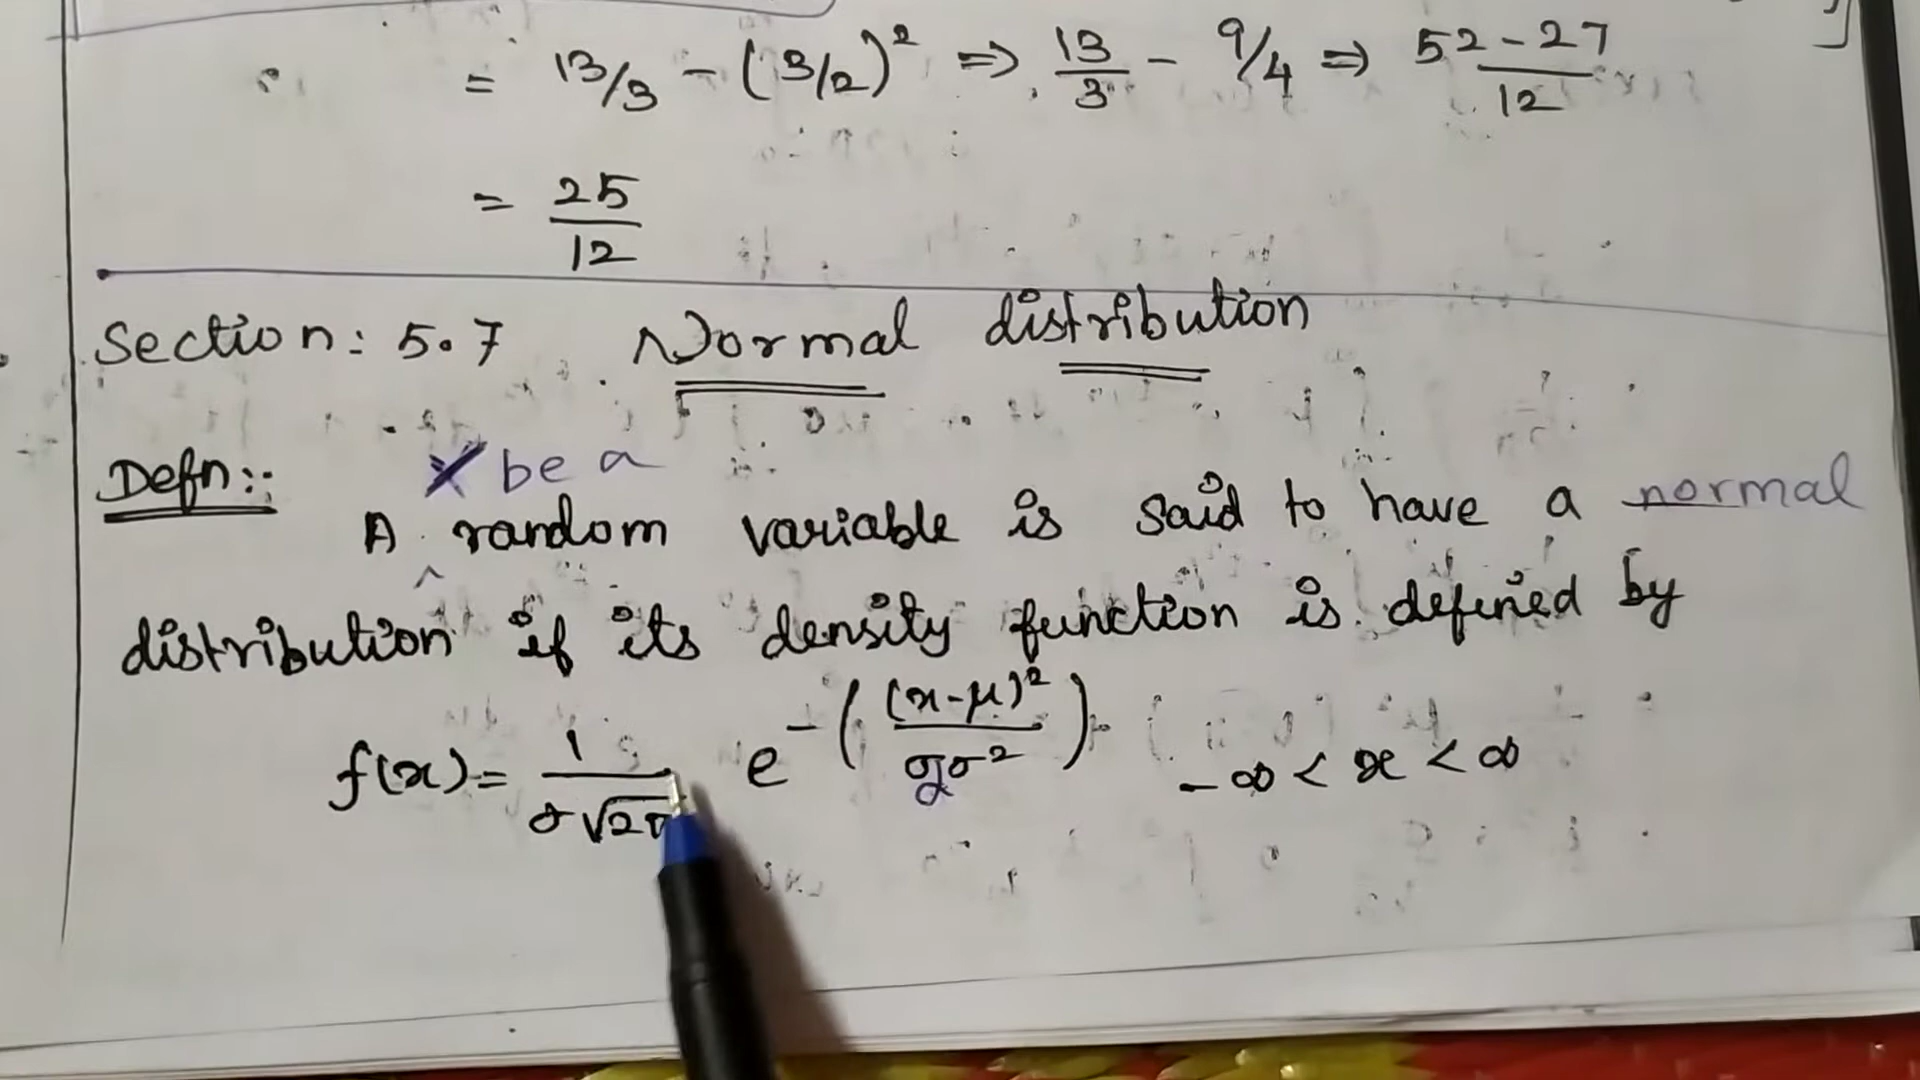 = 13/3 - (3/2)² ⇒ 13/3 - 9/4 ⇒ 52-27/12
= 25/12
Section: 5.7 Normal distribution
Defn:-
X be a
A ^ random variable is said to have a normal
distribution if its density function is defined by
f(x) = 1/σ√2π e^-((x-μ)²/2σ²) -∞ < x < ∞